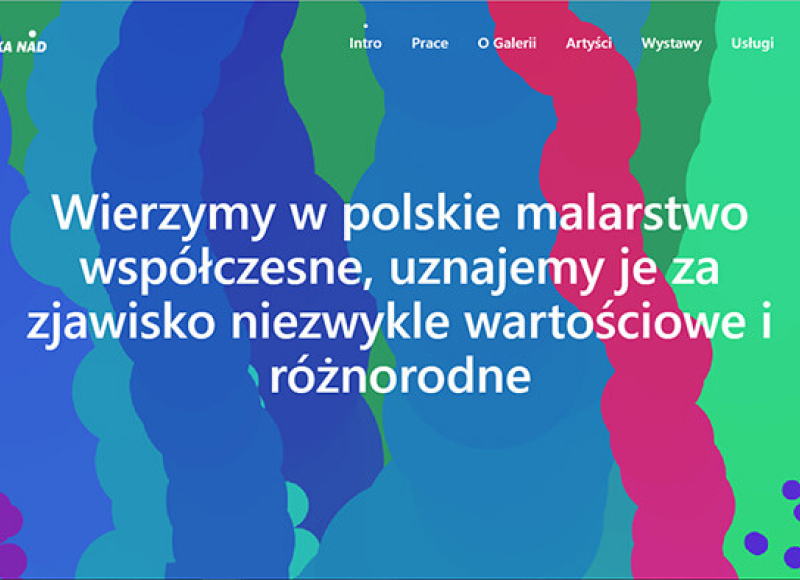 KA NAD
Intro Prace O Galerii Artyści Wystawy Usługi
Wierzymy w polskie malarstwo
współczesne, uznajemy je za
zjawisko niezwykle wartościowe i
różnorodne